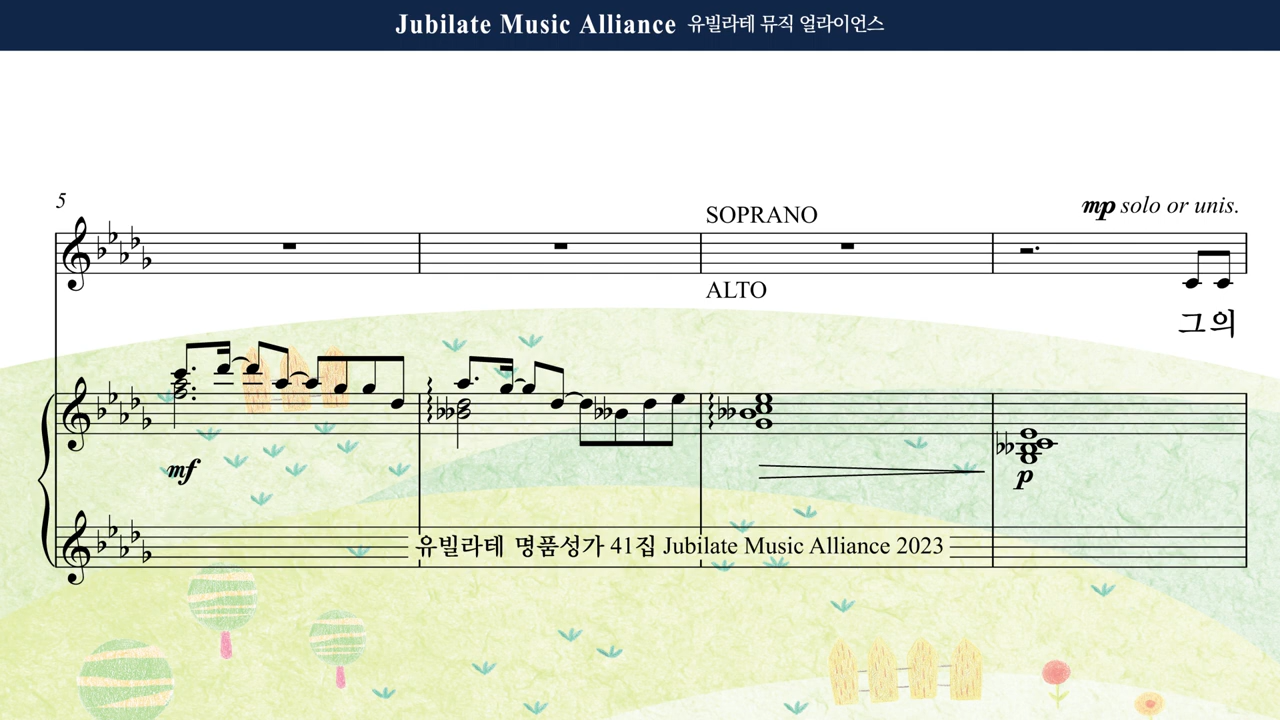 Jubilate Music Alliance 유빌라테 뮤직 얼라이언스
5
mp solo or unis.
SOPRANO
ALTO
그의
mf
p
유빌라테 명품성가 41집 Jubilate Music Alliance 2023